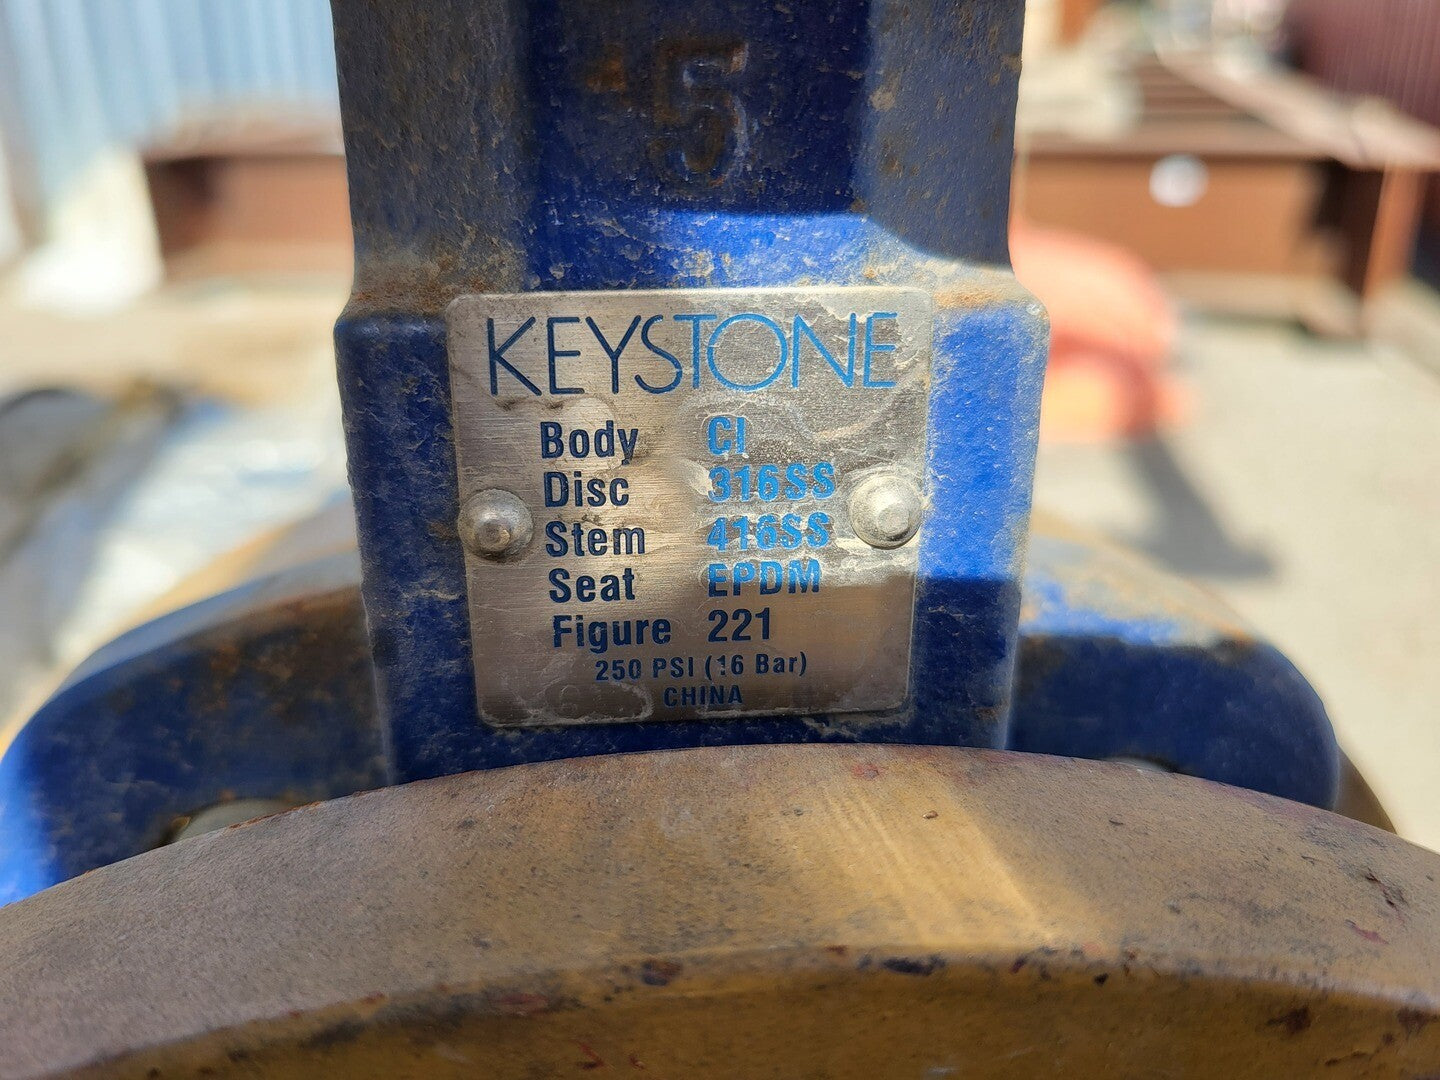 5
KEYSTONE
Body CI
Disc 316SS
Stem 416SS
Seat EPDM
Figure 221
250 PSI (16 Bar)
CHINA